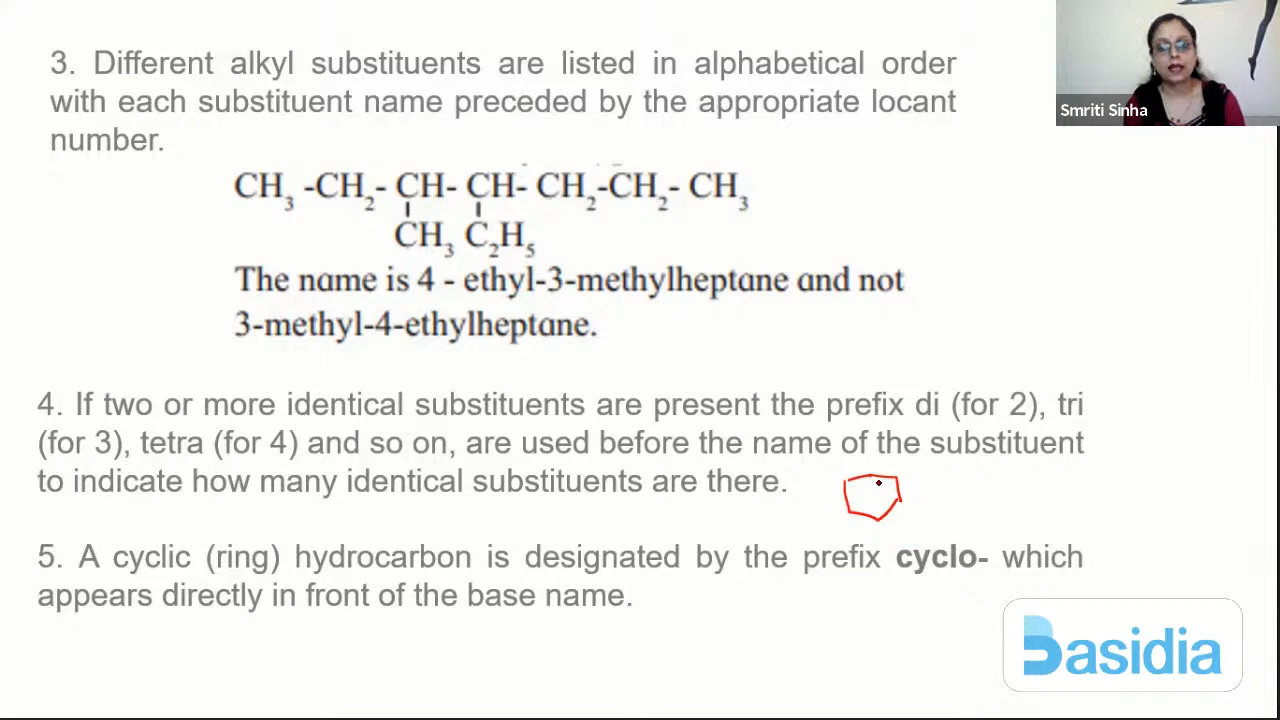 3. Different alkyl substituents are listed in alphabetical order
with each substituent name preceded by the appropriate locant
number.
CH₃ -CH₂- CH- CH- CH₂-CH₂- CH₃
CH₃ C₂H₅
The name is 4 - ethyl-3-methylheptane and not
3-methyl-4-ethylheptane.
4. If two or more identical substituents are present the prefix di (for 2), tri
(for 3), tetra (for 4) and so on, are used before the name of the substituent
to indicate how many identical substituents are there.
5. A cyclic (ring) hydrocarbon is designated by the prefix cyclo- which
appears directly in front of the base name.
Smriti Sinha
Basidia